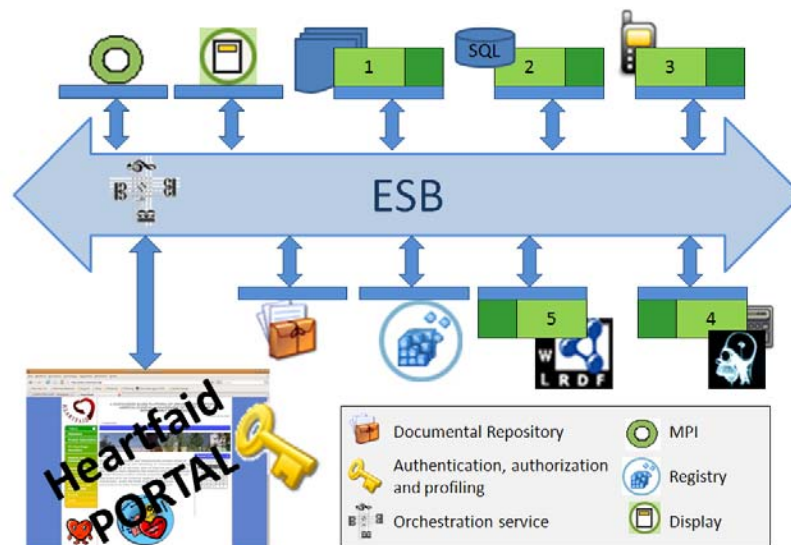 SQL
1
2
3
ESB
5
4
W
L R D F
HEARTFAID
Heartfaid
PORTAL
Documental Repository
MPI
Authentication, authorization
and profiling
Registry
Orchestration service
Display